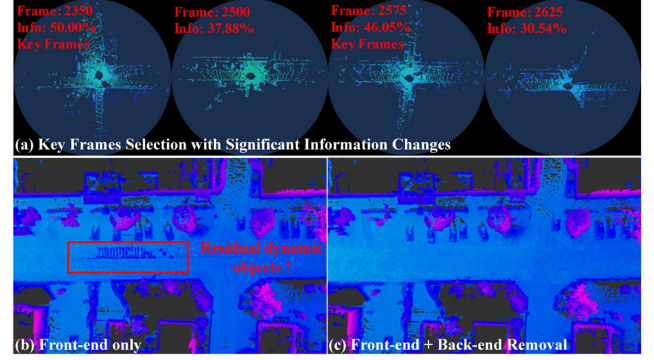 Frame: 2350
Info: 50.00%
Key Frames
Frame: 2500
Info: 37.88%
Frame: 2575
Info: 46.05%
Key Frames
Frame: 2625
Info: 30.54%
(a) Key Frames Selection with Significant Information Changes
Residual dynamic
objects !
(b) Front-end only
(c) Front-end + Back-end Removal